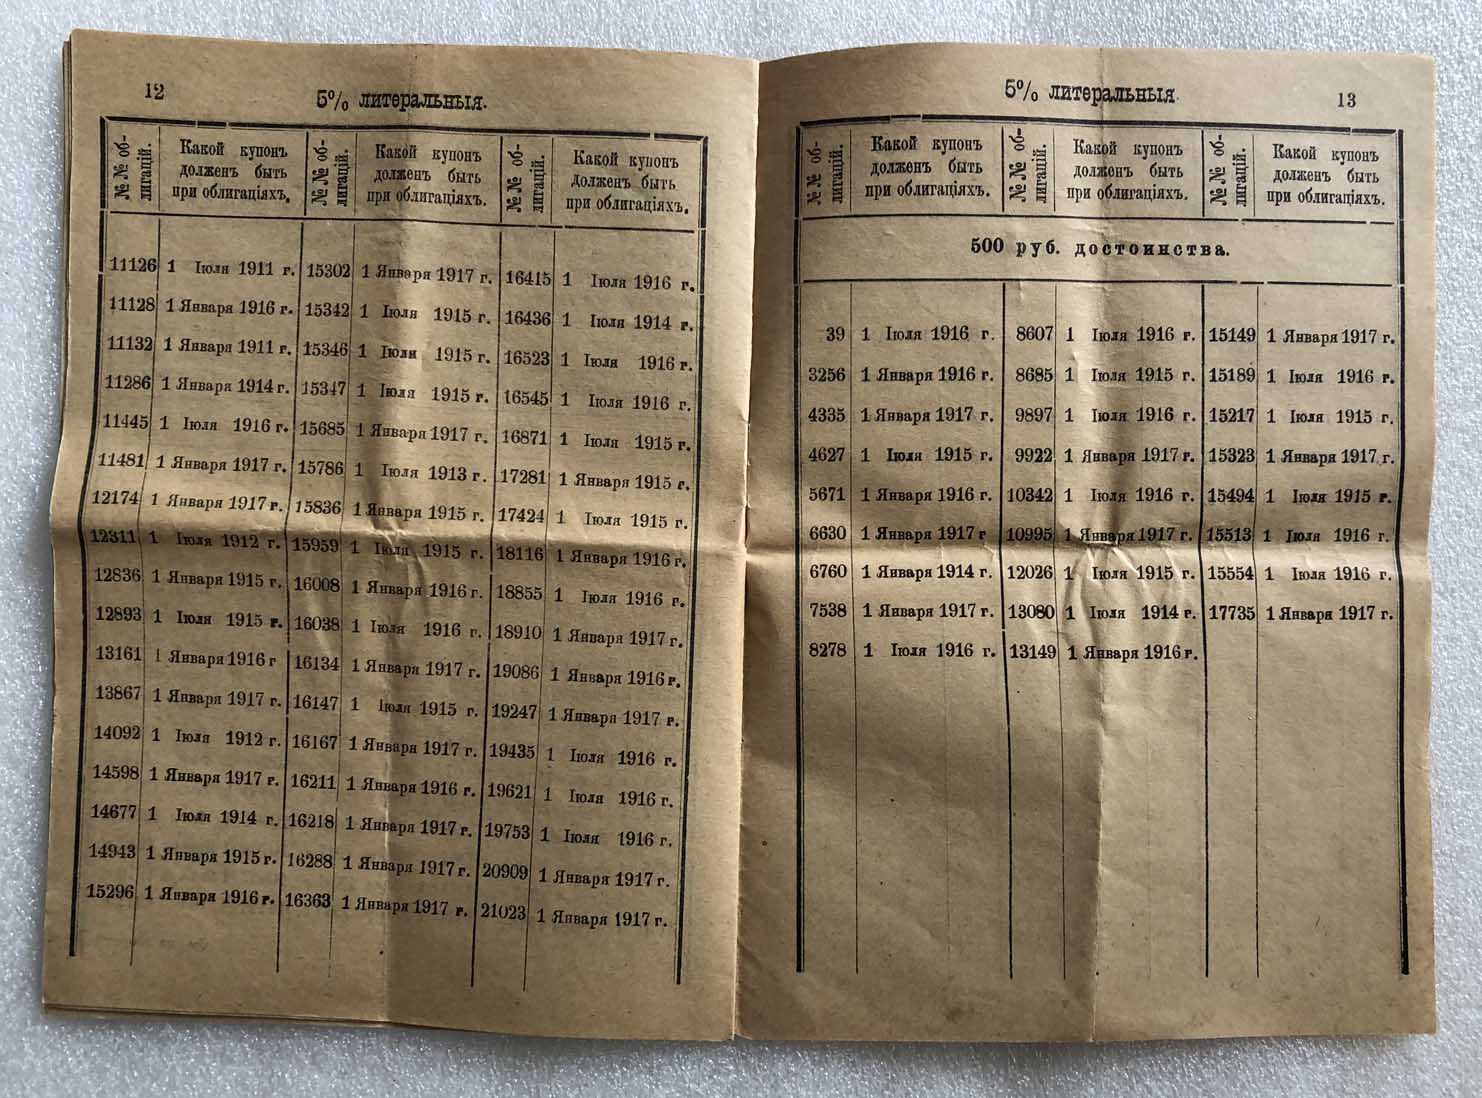 12
5% литеральныя.
№ № об-лигацій. Какой купонъ долженъ быть при облигаціяхъ. № № об-лигацій. Какой купонъ долженъ быть при облигаціяхъ. № № об-лигацій. Какой купонъ долженъ быть при облигаціяхъ.
11126 1 Іюля 1911 г. 15302 1 Января 1917 г. 16415 1 Іюля 1916 г.
11128 1 Января 1916 г. 15342 1 Іюля 1915 г. 16436 1 Іюля 1914 г.
11132 1 Января 1911 г. 15346 1 Іюля 1915 г. 16523 1 Іюля 1916 г.
11286 1 Января 1914 г. 15347 1 Іюля 1915 г. 16545 1 Іюля 1916 г.
11445 1 Іюля 1916 г. 15685 1 Января 1917 г. 16871 1 Іюля 1915 г.
11481 1 Января 1917 г. 15786 1 Іюля 1913 г. 17281 1 Января 1915 г.
12174 1 Января 1917 г. 15836 1 Января 1915 г. 17424 1 Іюля 1915 г.
12311 1 Іюля 1912 г. 15959 1 Іюля 1915 г. 18116 1 Января 1916 г.
12836 1 Января 1915 г. 16008 1 Января 1916 г. 18855 1 Іюля 1916 г.
12893 1 Іюля 1915 г. 16038 1 Іюля 1916 г. 18910 1 Января 1917 г.
13161 1 Января 1916 г 16134 1 Января 1917 г. 19086 1 Января 1916 г.
13867 1 Января 1917 г. 16147 1 Іюля 1915 г. 19247 1 Января 1917 г.
14092 1 Іюля 1912 г. 16167 1 Января 1917 г. 19435 1 Іюля 1916 г.
14598 1 Января 1917 г. 16211 1 Января 1916 г. 19621 1 Іюля 1916 г.
14677 1 Іюля 1914 г. 16218 1 Января 1917 г. 19753 1 Іюля 1916 г.
14943 1 Января 1915 г. 16288 1 Января 1917 г. 20909 1 Января 1917 г.
15296 1 Января 1916 г. 16363 1 Января 1917 г. 21023 1 Января 1917 г.
5% литеральныя
13
№ № об-лигацій. Какой купонъ долженъ быть при облигаціяхъ. № № об-лигацій. Какой купонъ долженъ быть при облигаціяхъ. № № об-лигацій. Какой купонъ долженъ быть при облигаціяхъ.
500 руб. достоинства.
39 1 Іюля 1916 г. 8607 1 Іюля 1916 г. 15149 1 Января 1917 г.
3256 1 Января 1916 г. 8685 1 Іюля 1915 г. 15189 1 Іюля 1916 г.
4335 1 Января 1917 г. 9897 1 Іюля 1916 г. 15217 1 Іюля 1915 г.
4627 1 Іюля 1915 г. 9922 1 Января 1917 г. 15323 1 Января 1917 г.
5671 1 Января 1916 г. 10342 1 Іюля 1916 г. 15494 1 Іюля 1915 г.
6630 1 Января 1917 г 10995 1 Января 1917 г. 15513 1 Іюля 1916 г.
6760 1 Января 1914 г. 12026 1 Іюля 1915 г. 15554 1 Іюля 1916 г.
7538 1 Января 1917 г. 13080 1 Іюля 1914 г. 17735 1 Января 1917 г.
8278 1 Іюля 1916 г. 13149 1 Января 1916 г.